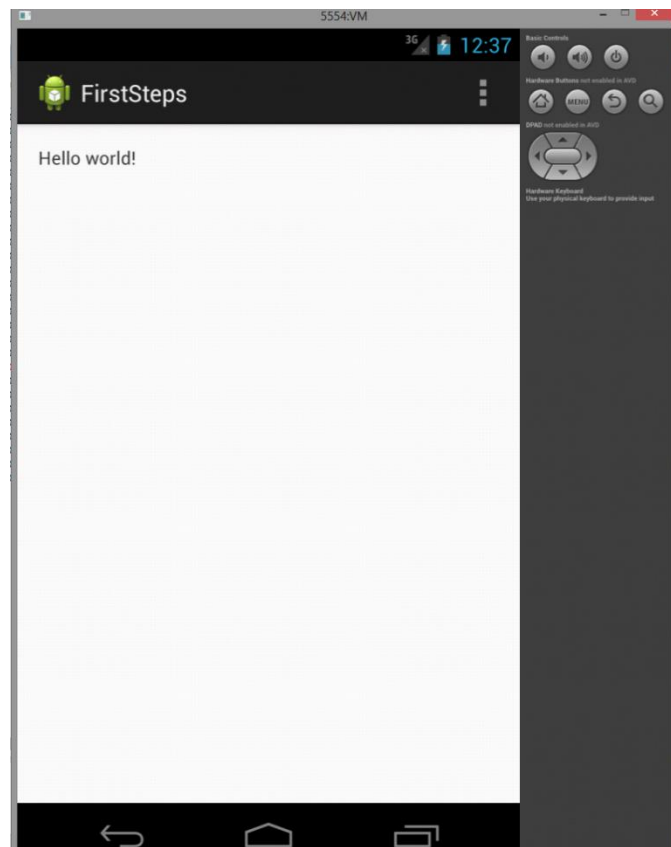 5554:VM
3G 12:37
FirstSteps
Hello world!
Basic Controls
Hardware Buttons not enabled in AVD
MENU
DPAD not enabled in AVD
Hardware Keyboard
Use your physical keyboard to provide input